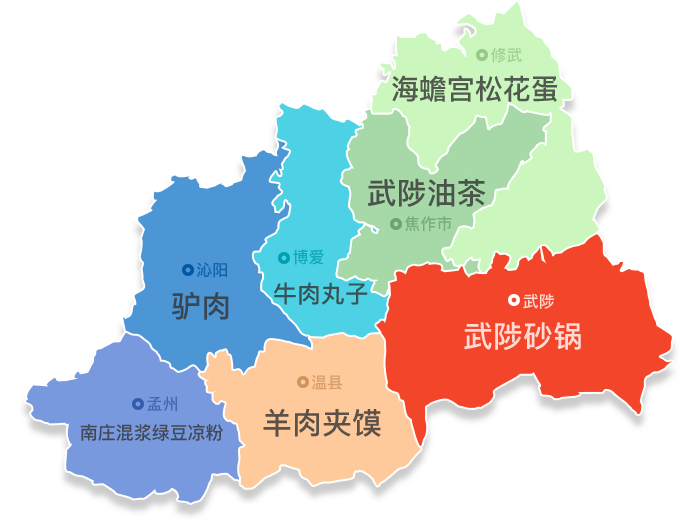 修武
海蟾宫松花蛋
武陟油茶
焦作市
博爱
牛肉丸子
沁阳
驴肉
武陟
武陟砂锅
温县
羊肉夹馍
孟州
南庄混浆绿豆凉粉